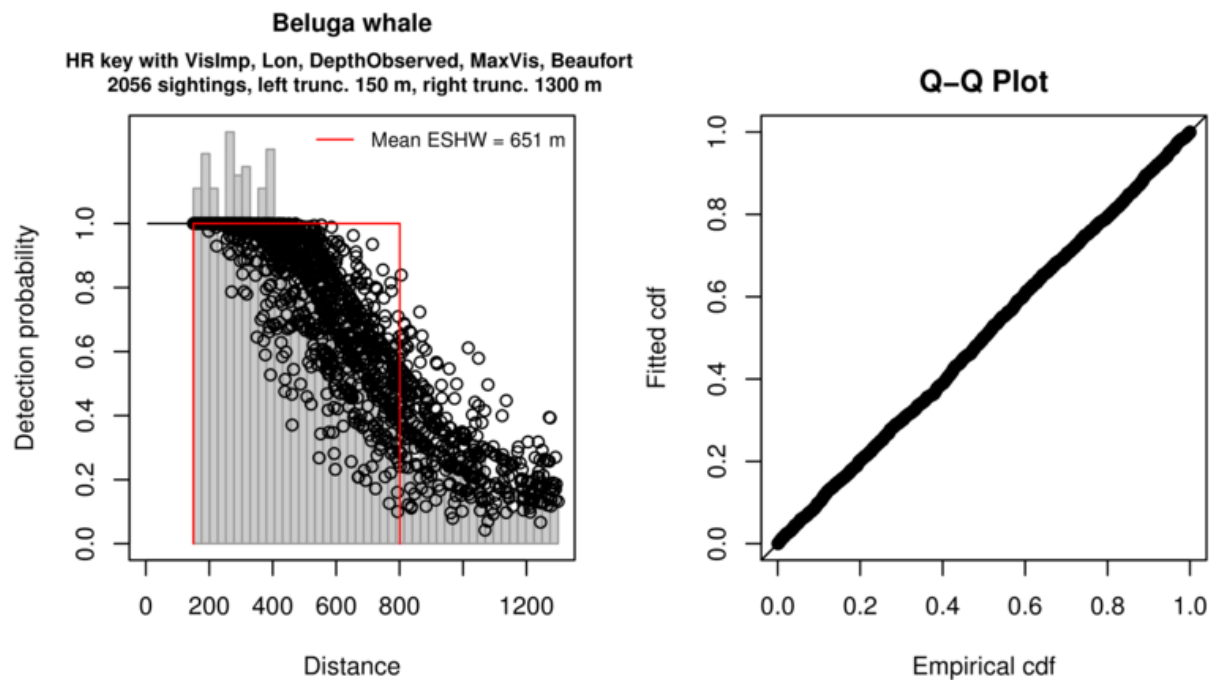 Beluga whale
HR key with VisImp, Lon, DepthObserved, MaxVis, Beaufort
2056 sightings, left trunc. 150 m, right trunc. 1300 m
Mean ESHW = 651 m
Detection probability
0.0 0.2 0.4 0.6 0.8 1.0
0 200 400 600 800 1200
Distance
Q−Q Plot
Fitted cdf
0.0 0.2 0.4 0.6 0.8 1.0
0.0 0.2 0.4 0.6 0.8 1.0
Empirical cdf